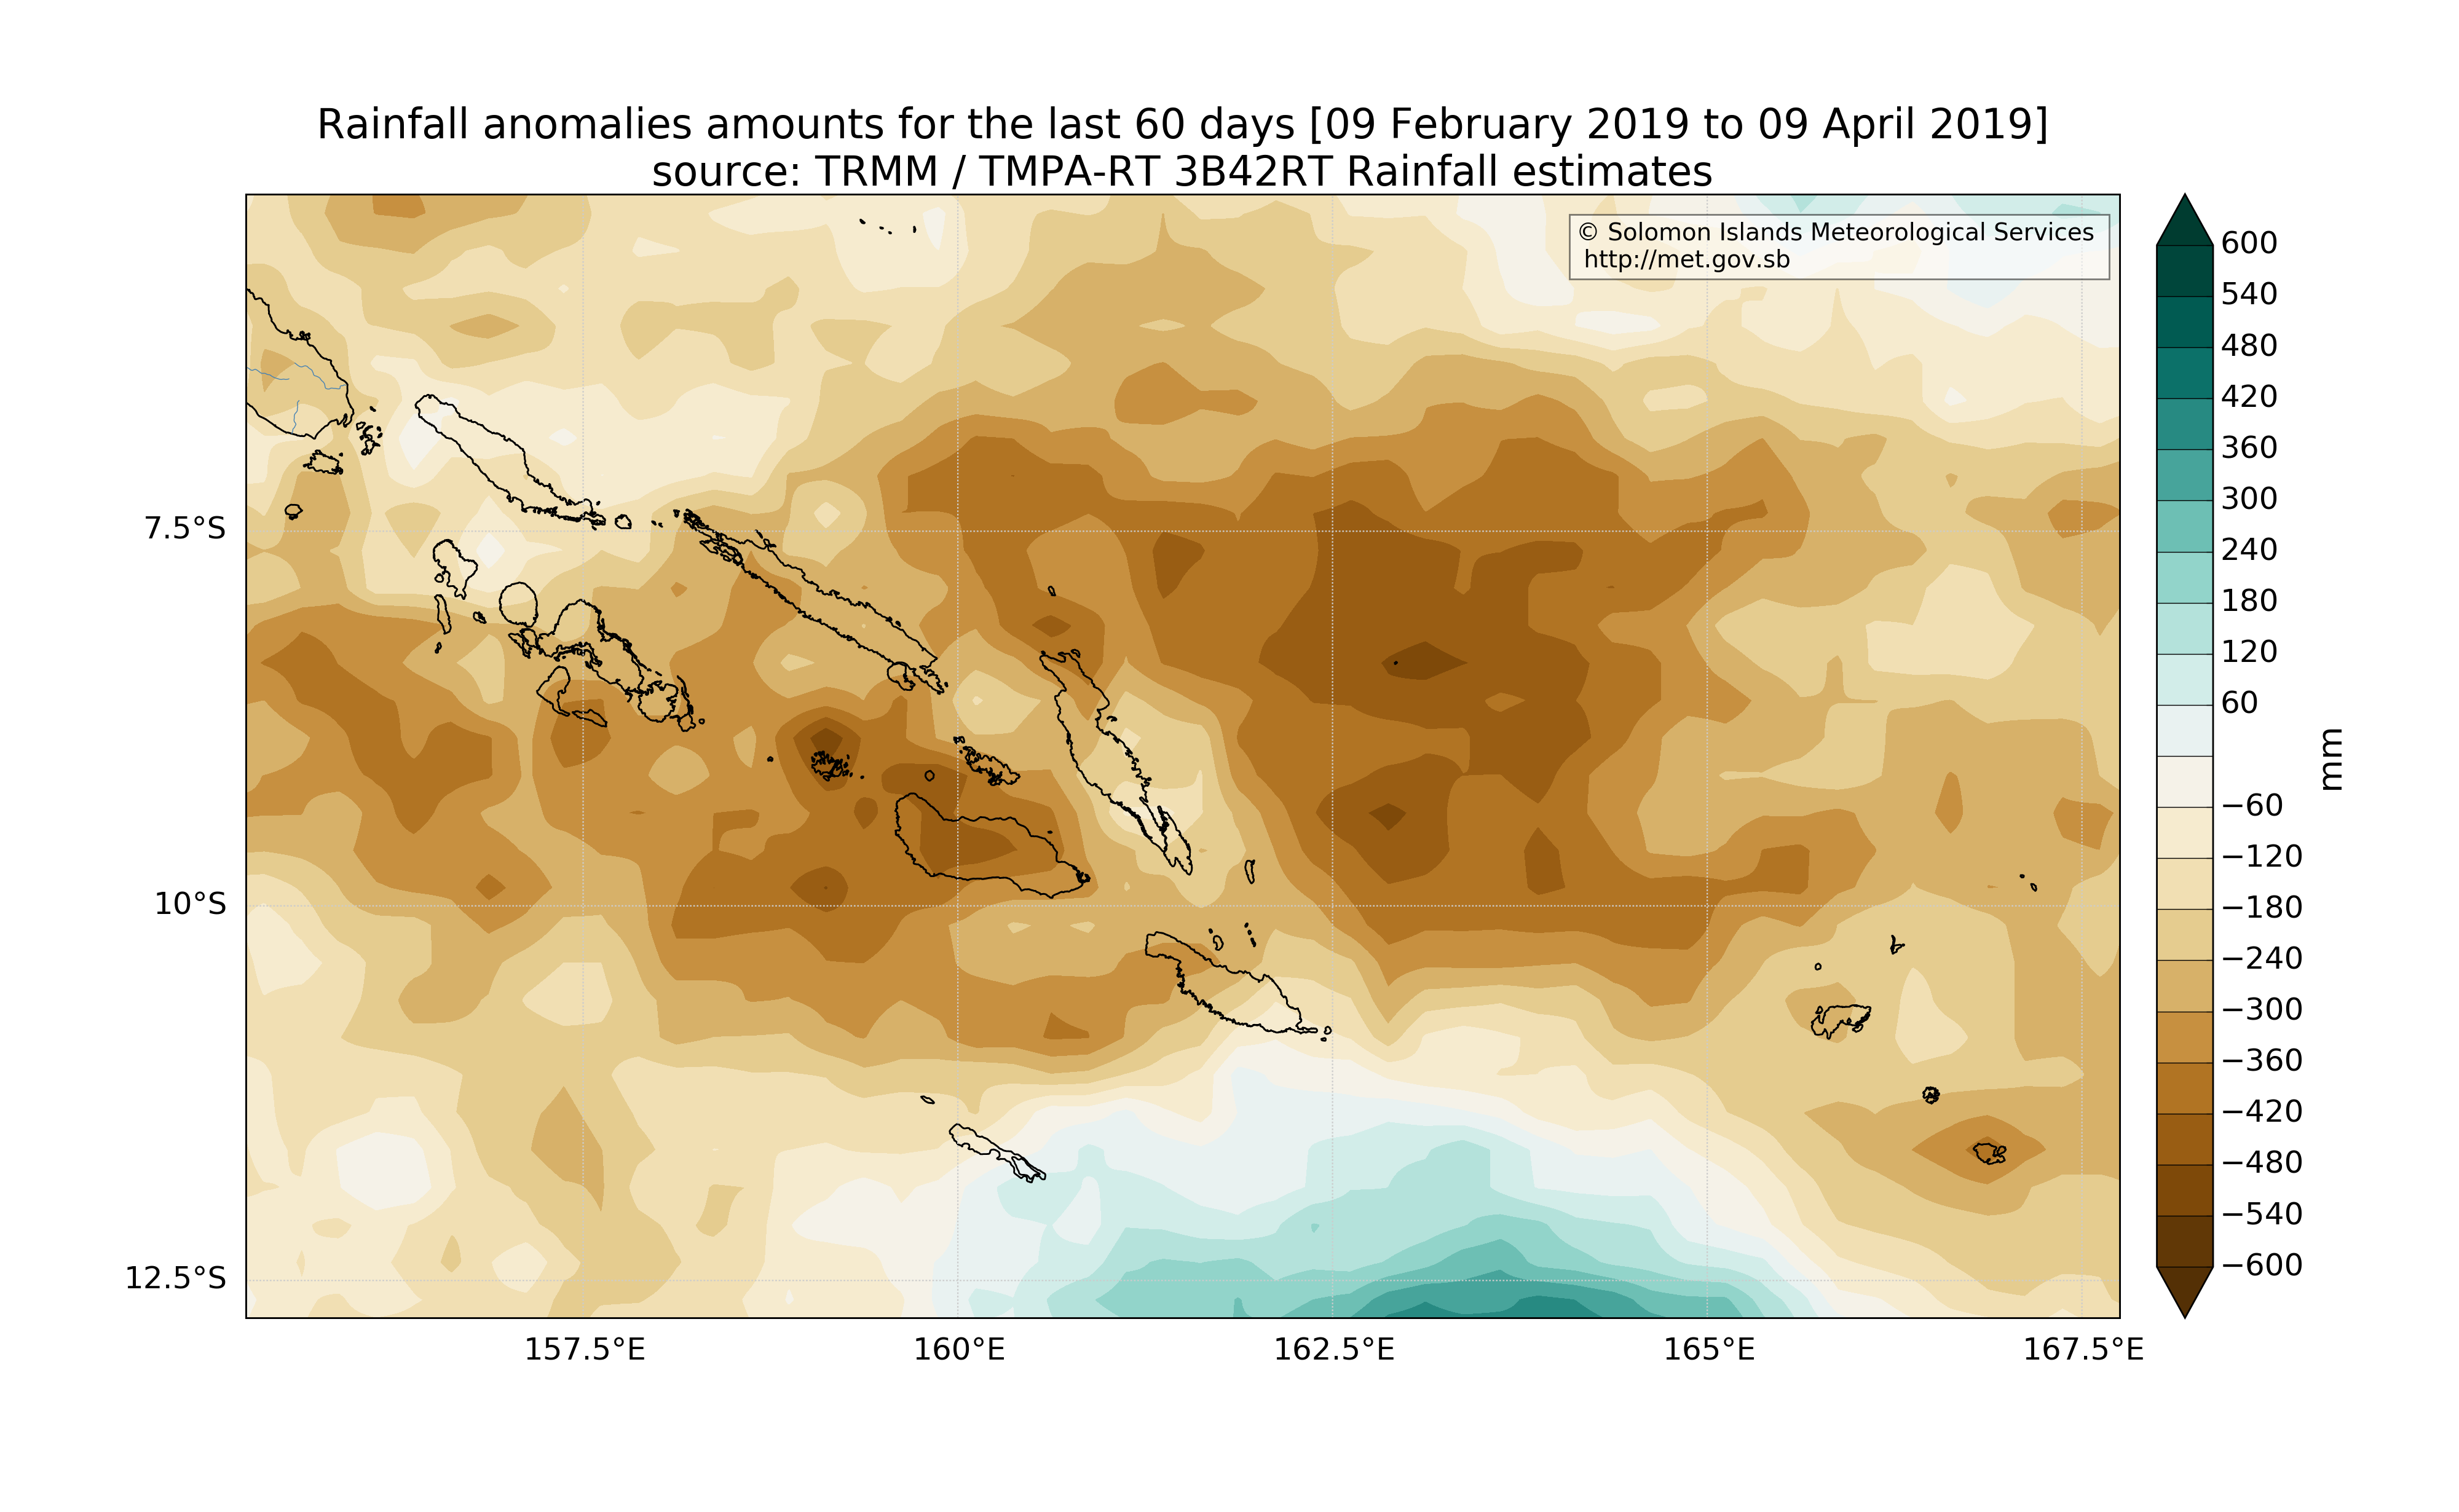 Rainfall anomalies amounts for the last 60 days [09 February 2019 to 09 April 2019]
source: TRMM / TMPA-RT 3B42RT Rainfall estimates
© Solomon Islands Meteorological Services
http://met.gov.sb
7.5°S
10°S
12.5°S
157.5°E
160°E
162.5°E
165°E
167.5°E
600
540
480
420
360
300
240
180
120
60
−60
−120
−180
−240
−300
−360
−420
−480
−540
−600
mm